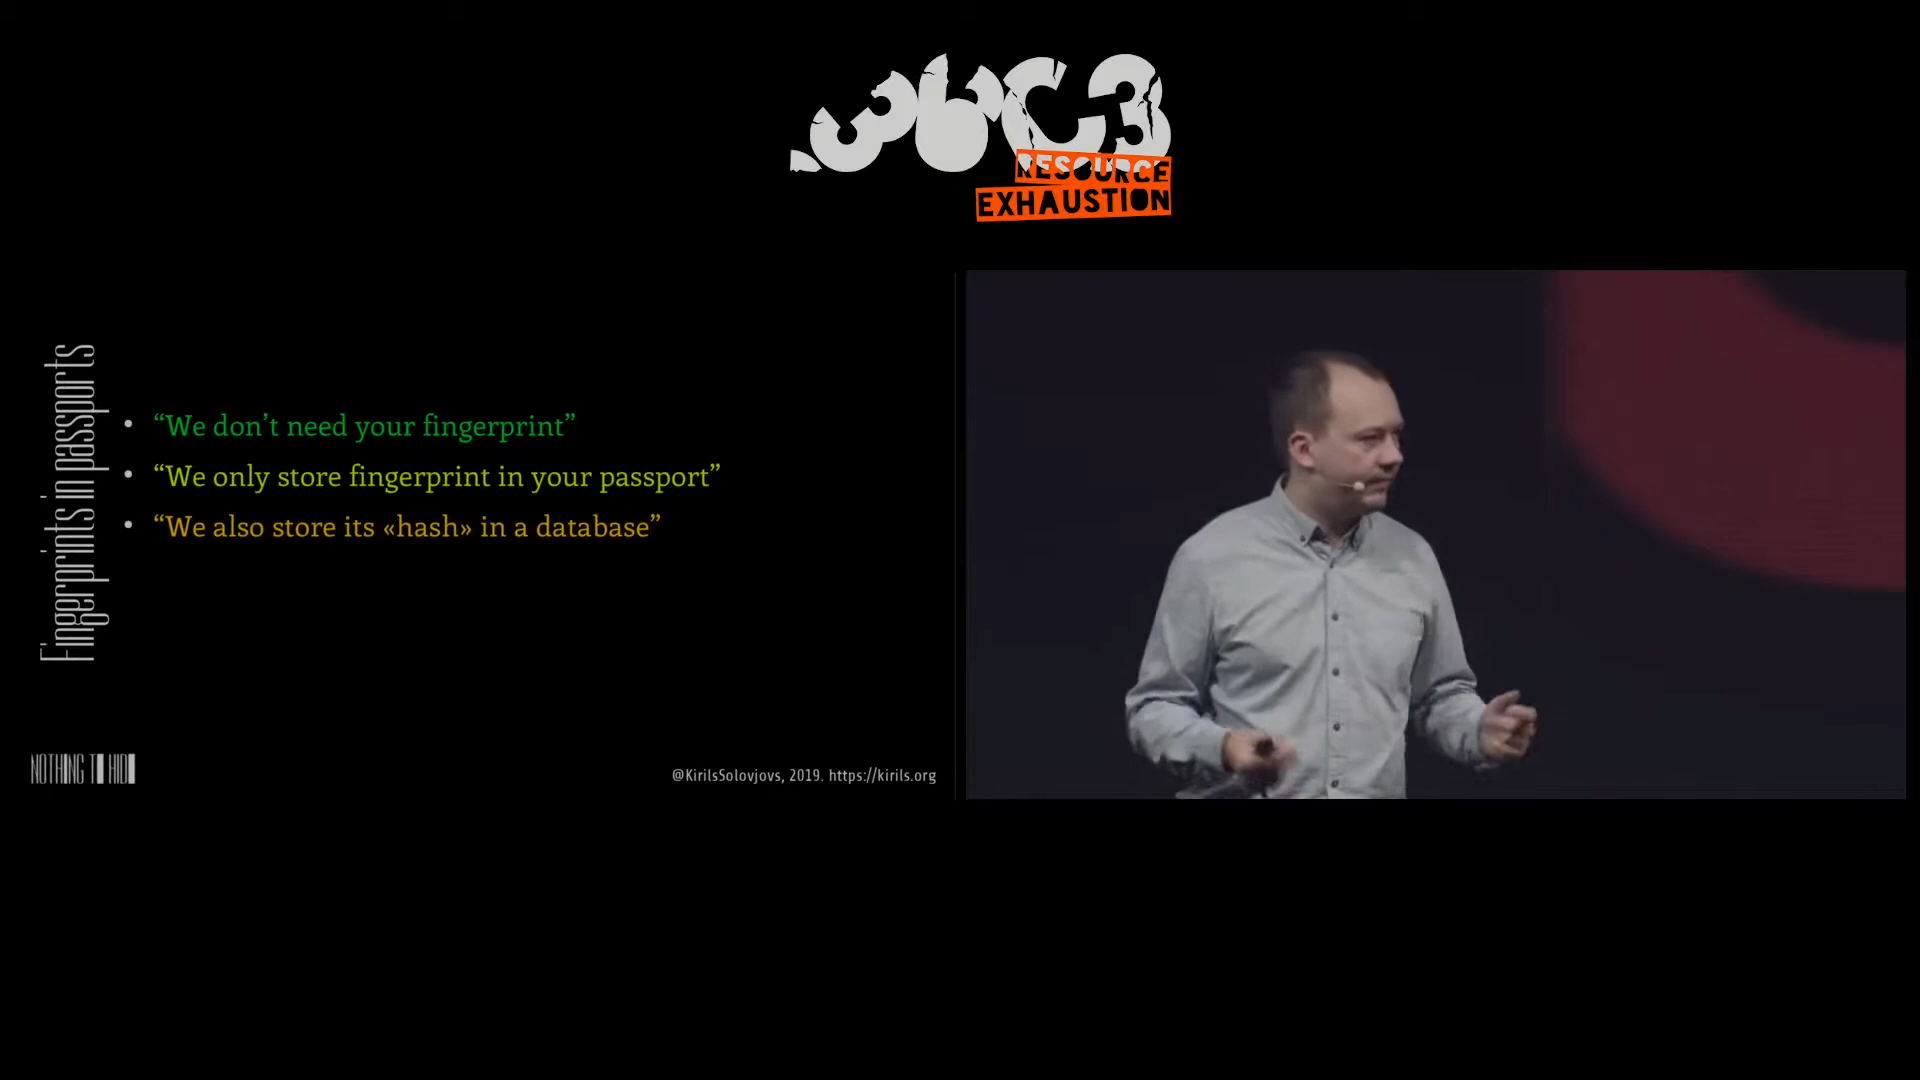 36C3
RESOURCE
EXHAUSTION
Fingerprints in passports
• “We don’t need your fingerprint”
• “We only store fingerprint in your passport”
• “We also store its «hash» in a database”
NOTHING TO HIDE
@KirilsSolovjovs, 2019. https://kirils.org